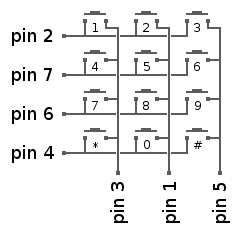 pin 2 1 2 3
pin 7 4 5 6
pin 6 7 8 9
pin 4 * 0 #
pin 3 pin 1 pin 5